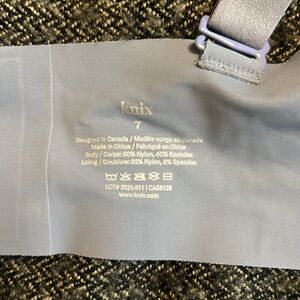 knix
7
Designed in Canada / Modèle conçu au Canada
Made in China / Fabriqué en Chine
Body / Corps: 60% Nylon, 40% Spandex
Lining / Doublure: 92% Nylon, 8% Spandex
LOT# 2021-911 | CA58139
www.knix.com